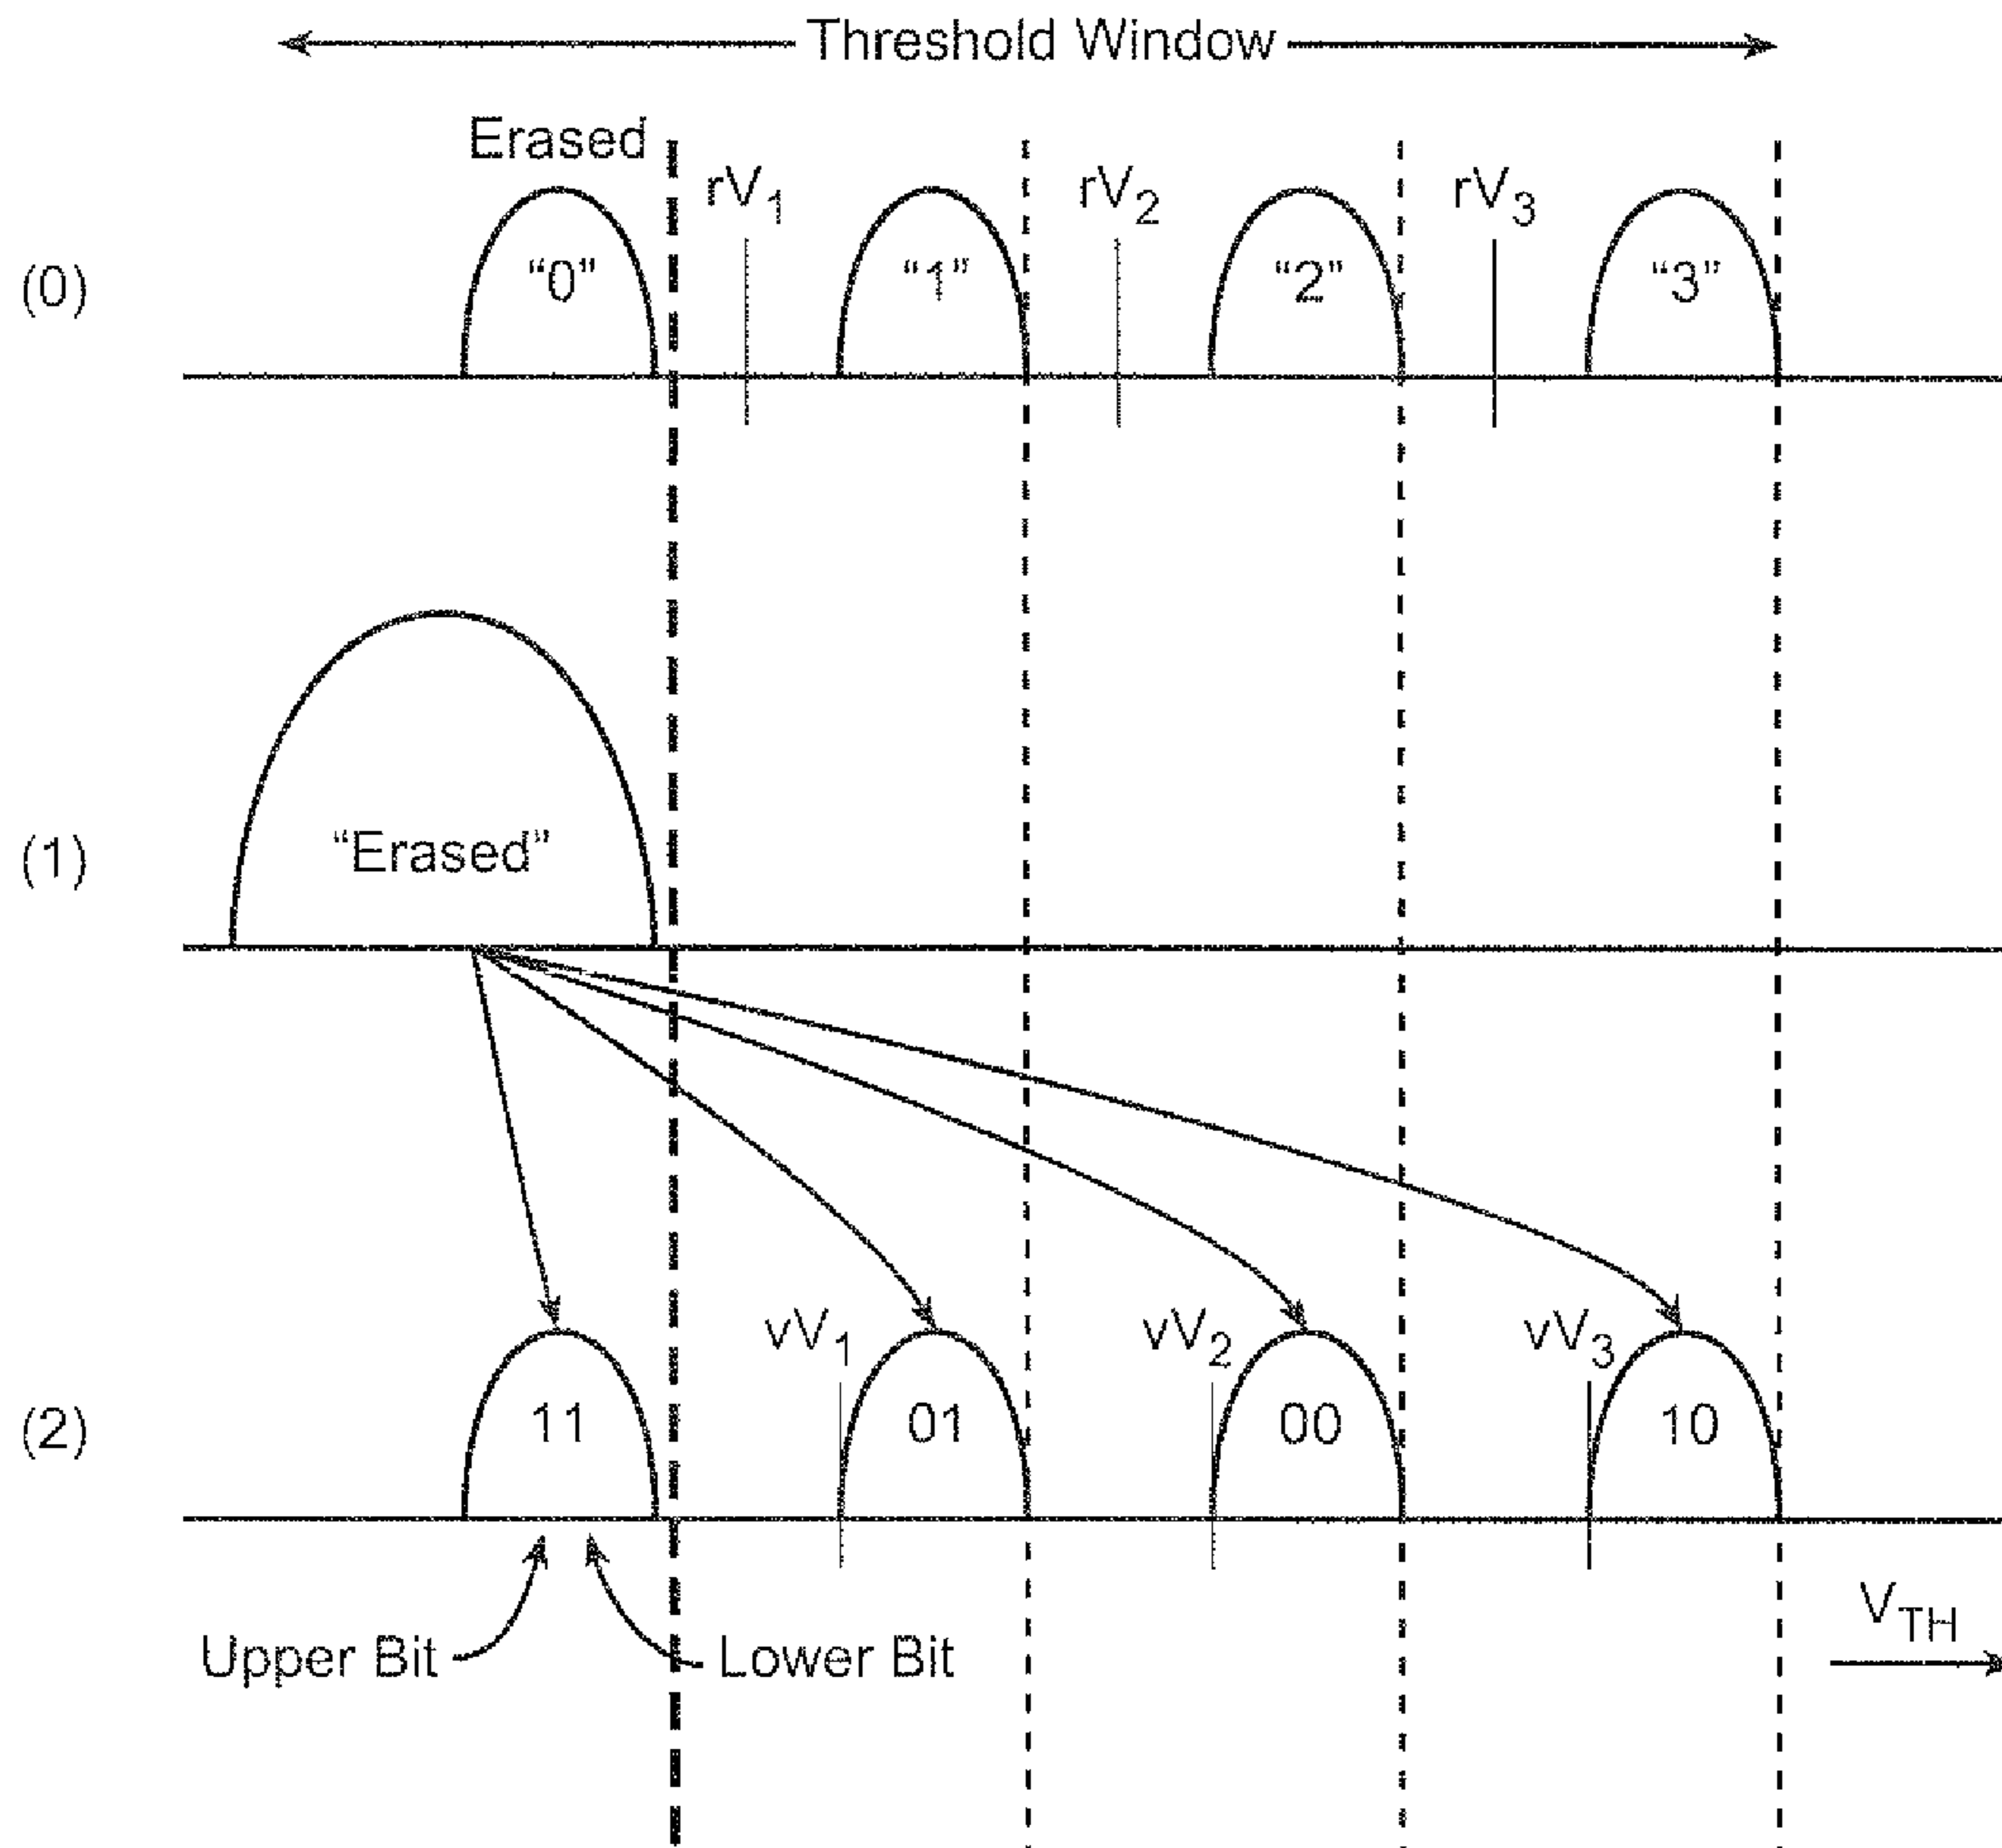 Threshold Window
Erased
rV₁ rV₂ rV₃
(0) “0” “1” “2” “3”
(1) “Erased”
vV₁ vV₂ vV₃
(2) 11 01 00 10
Upper Bit Lower Bit
V_TH